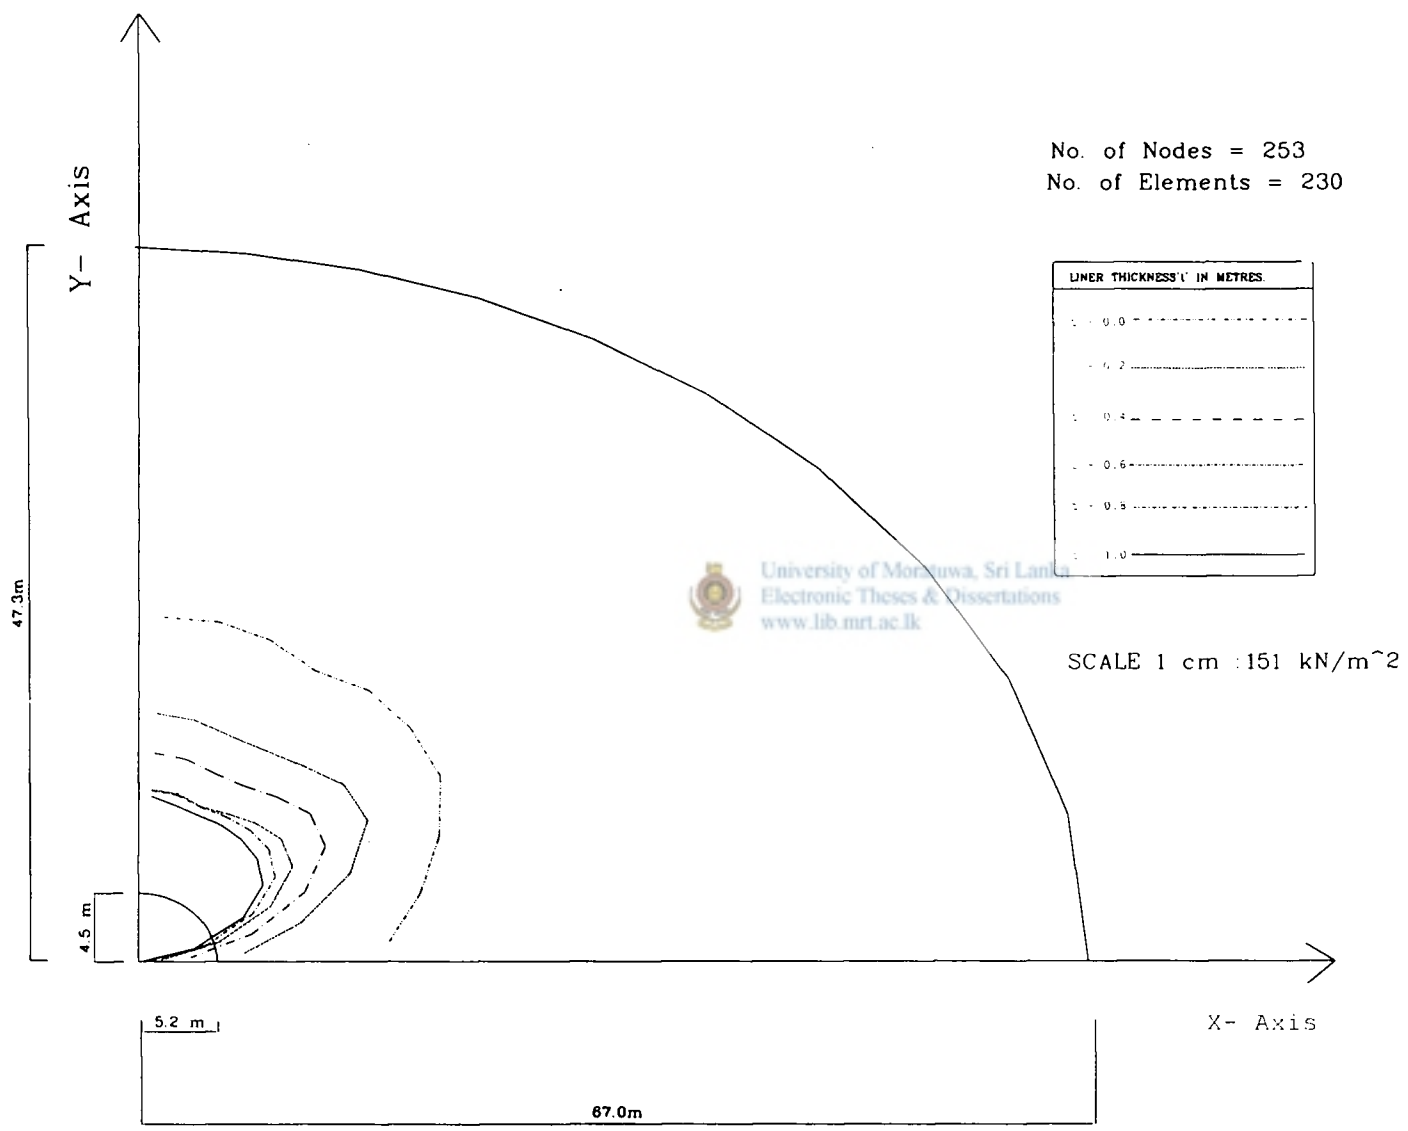 Y- Axis
No. of Nodes = 253
No. of Elements = 230
LINER THICKNESS't' IN METRES.
0.0
0.2
0.4
0.6
0.8
1.0
University of Moratuwa, Sri Lanka
Electronic Theses & Dissertations
www.lib.mrt.ac.lk
SCALE 1 cm :151 kN/m^2
47.3m
4.5 m
5.2 m
X- Axis
67.0m